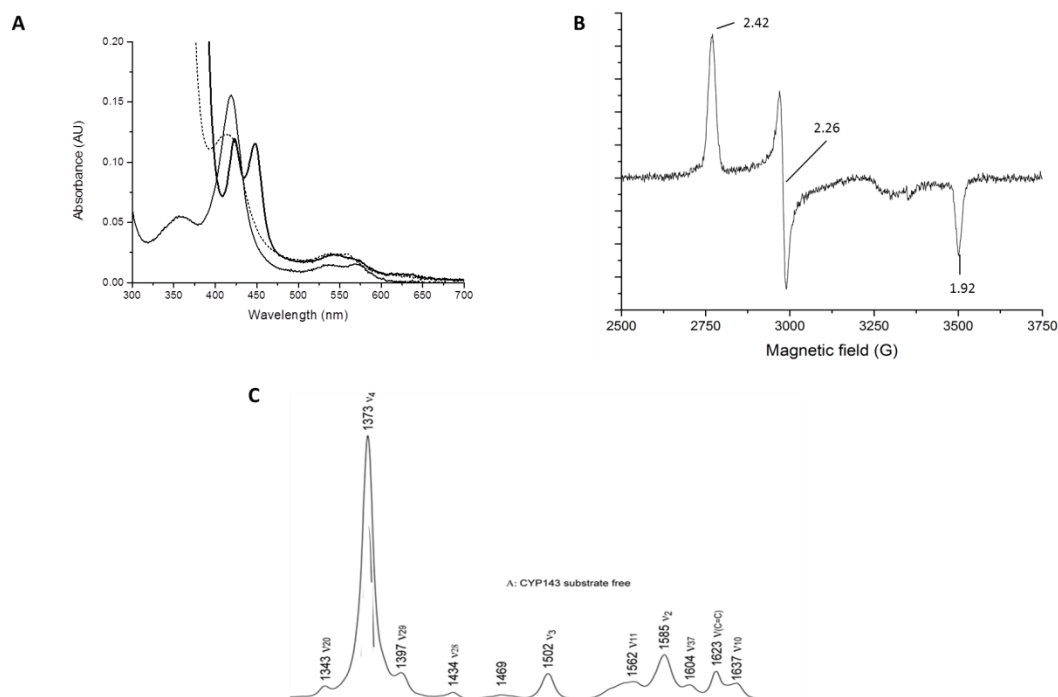 A
Absorbance (AU)
0.20
0.15
0.10
0.05
0.00
300 350 400 450 500 550 600 650 700
Wavelength (nm)
B
2.42
2.26
1.92
2500 2750 3000 3250 3500 3750
Magnetic field (G)
C
1343 ν20
1373 ν4
1397 ν29
1434 ν28
1469
1502 ν3
1562 ν11
1585 ν2
1604 ν37
1623 ν(C=C)
1637 ν10
A: CYP143 substrate free